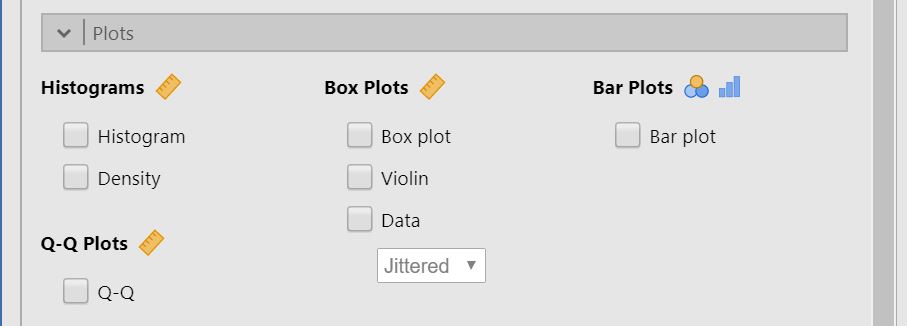 Plots
Histograms
Histogram
Density
Q-Q Plots
Q-Q
Box Plots
Box plot
Violin
Data
Jittered
Bar Plots
Bar plot